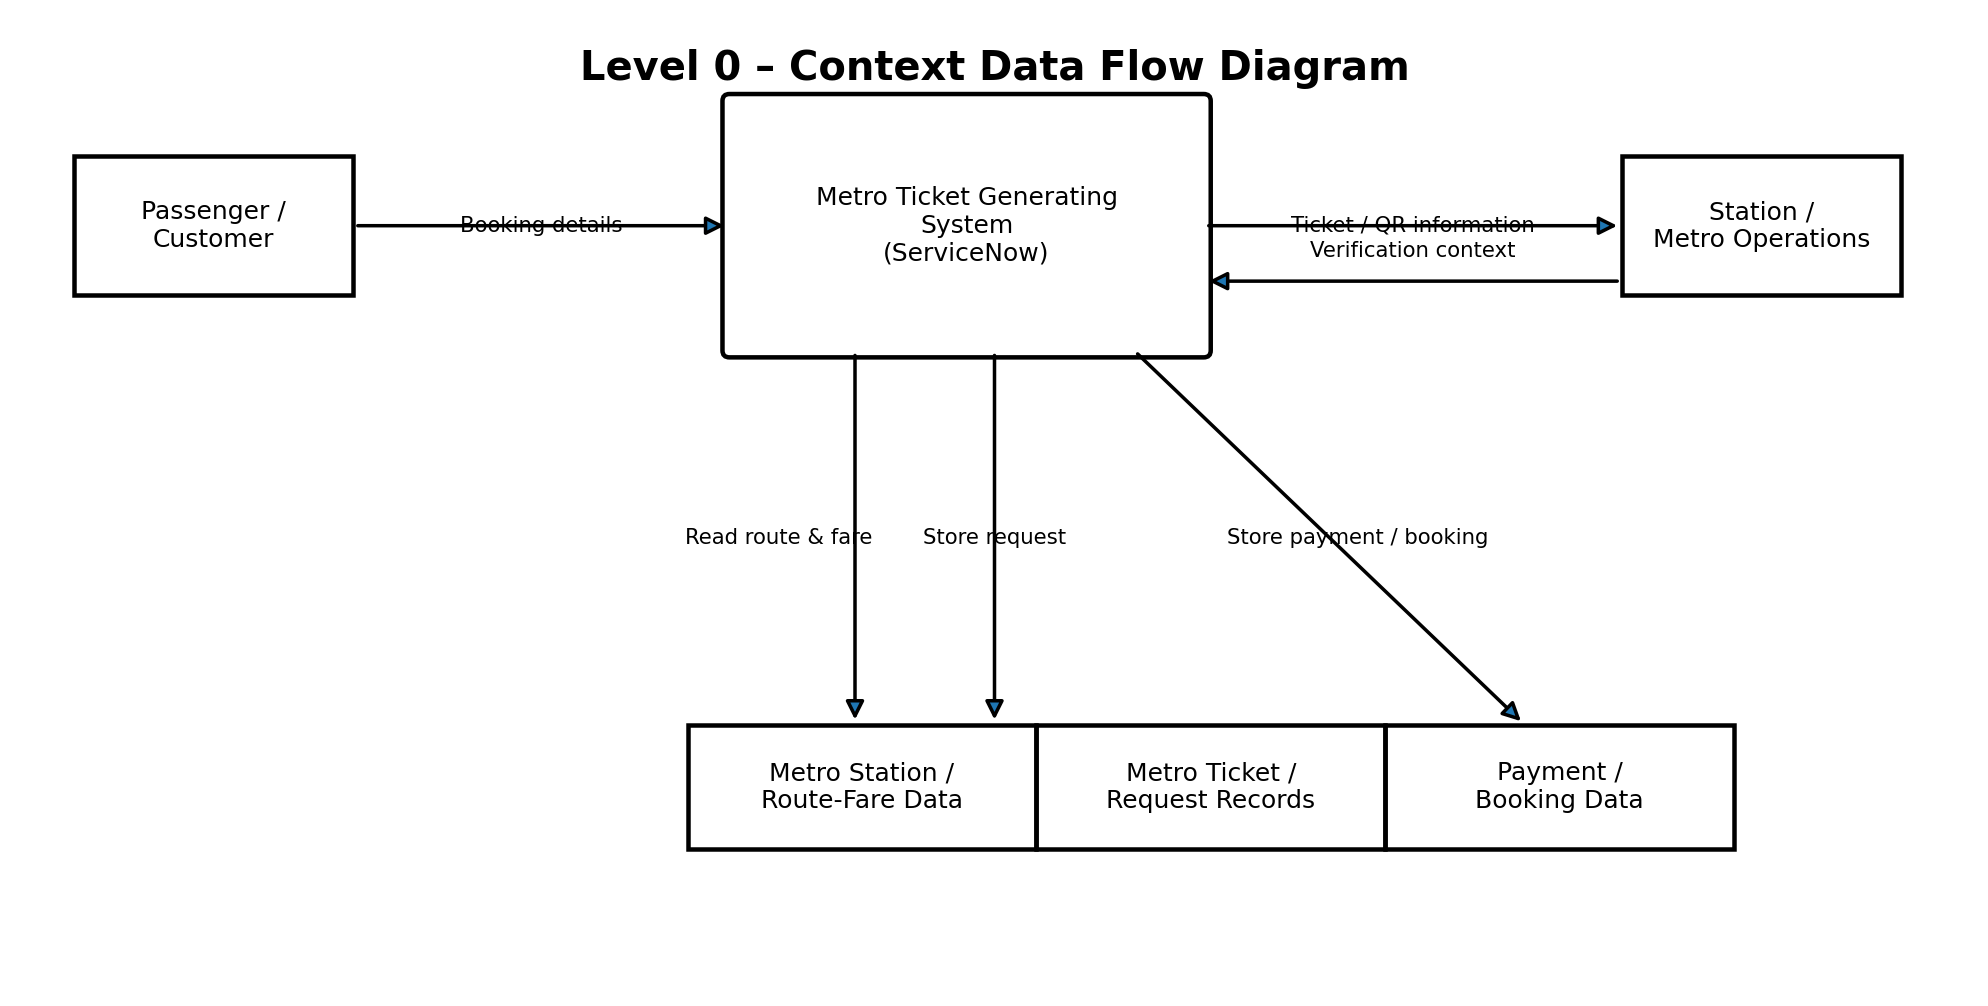 Level 0 – Context Data Flow Diagram
Passenger /
Customer
Booking details
Metro Ticket Generating
System
(ServiceNow)
Ticket / QR information
Verification context
Station /
Metro Operations
Read route & fare
Store request
Store payment / booking
Metro Station /
Route-Fare Data
Metro Ticket /
Request Records
Payment /
Booking Data